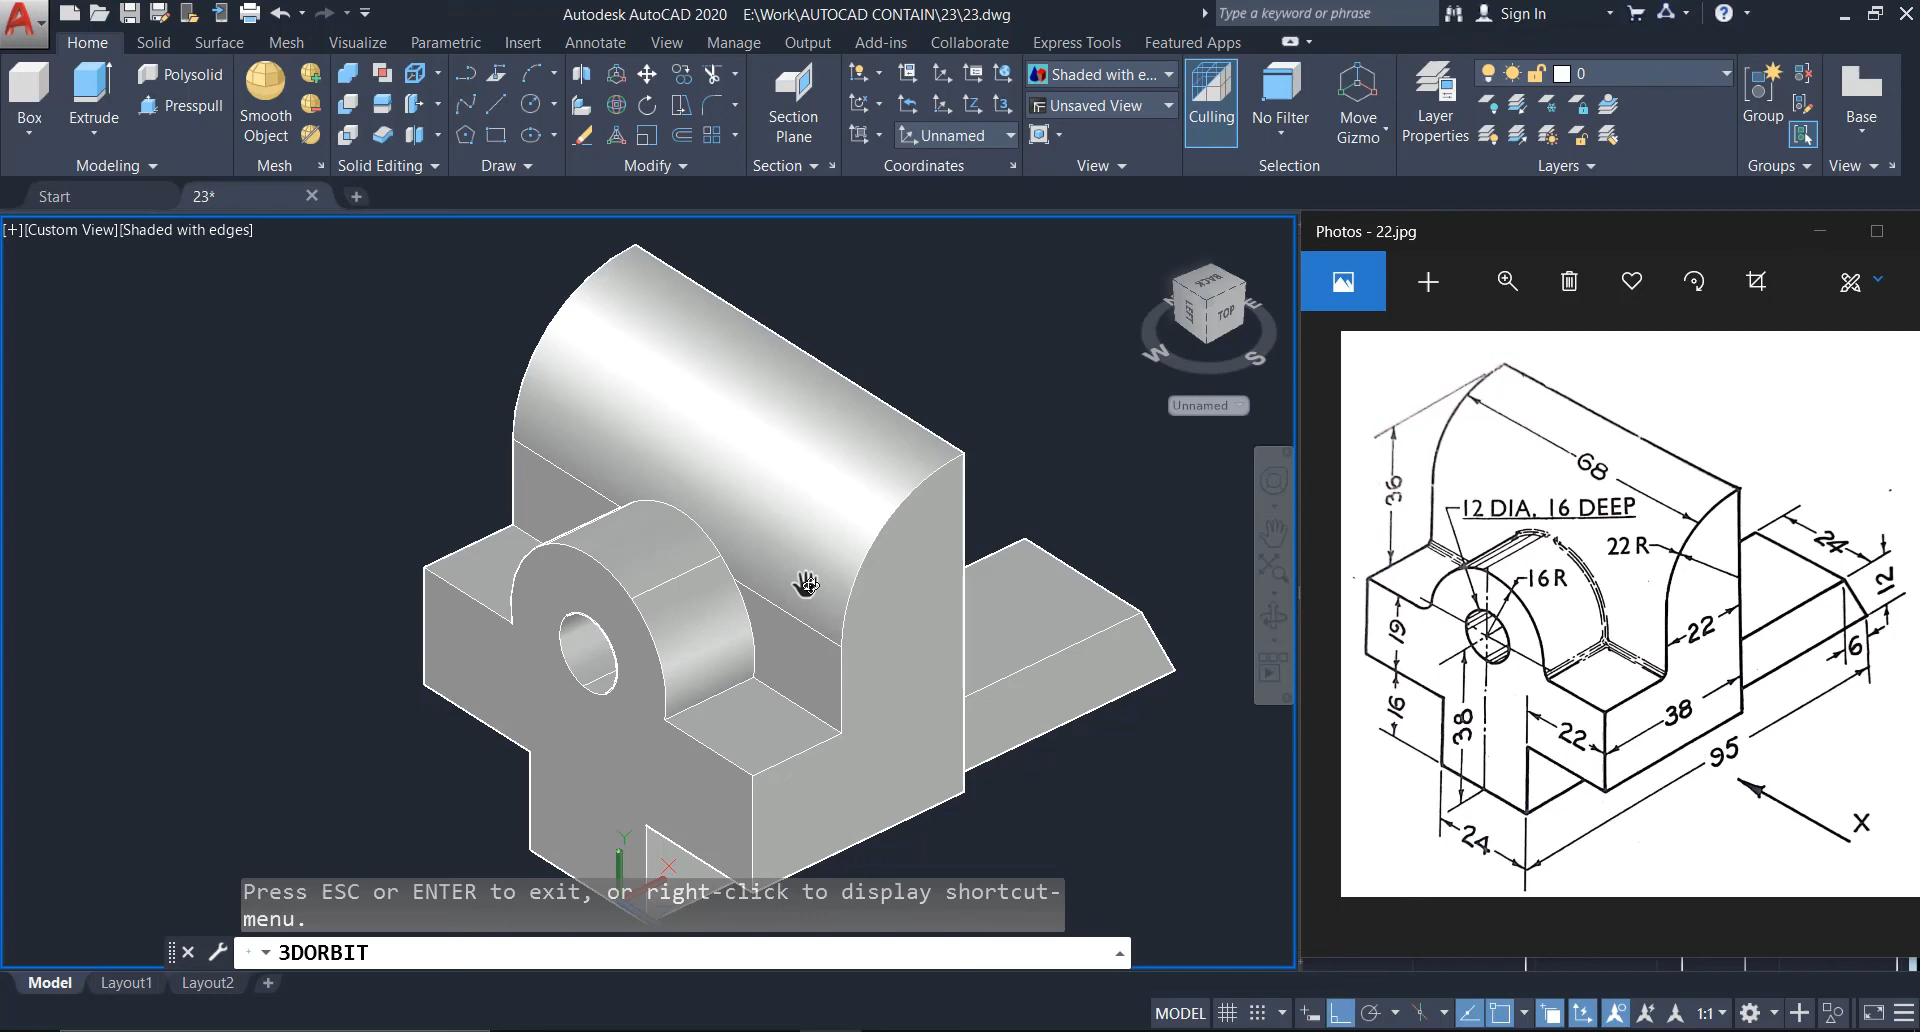 Autodesk AutoCAD 2020 E:\Work\AUTOCAD CONTAIN\23\23.dwg
Type a keyword or phrase
Sign In
Home Solid Surface Mesh Visualize Parametric Insert Annotate View Manage Output Add-ins Collaborate Express Tools Featured Apps
Box
Extrude
Polysolid
Presspull
Smooth
Object
Section
Plane
Unnamed
Shaded with e...
Unsaved View
Culling
No Filter
Move
Gizmo
Layer
Properties
0
Group
Base
Modeling
Mesh
Solid Editing
Draw
Modify
Section
Coordinates
View
Selection
Layers
Groups
View
Start
23*
[+][Custom View][Shaded with edges]
BACK
LEFT
TOP
W
S
E
Unnamed
Y
X
Press ESC or ENTER to exit, or right-click to display shortcut-
menu.
3DORBIT
Model Layout1 Layout2
MODEL
1:1
Photos - 22.jpg
68
36
12 DIA. 16 DEEP
22 R
24
12
16R
19
22
6
16
38
22
38
95
24
X